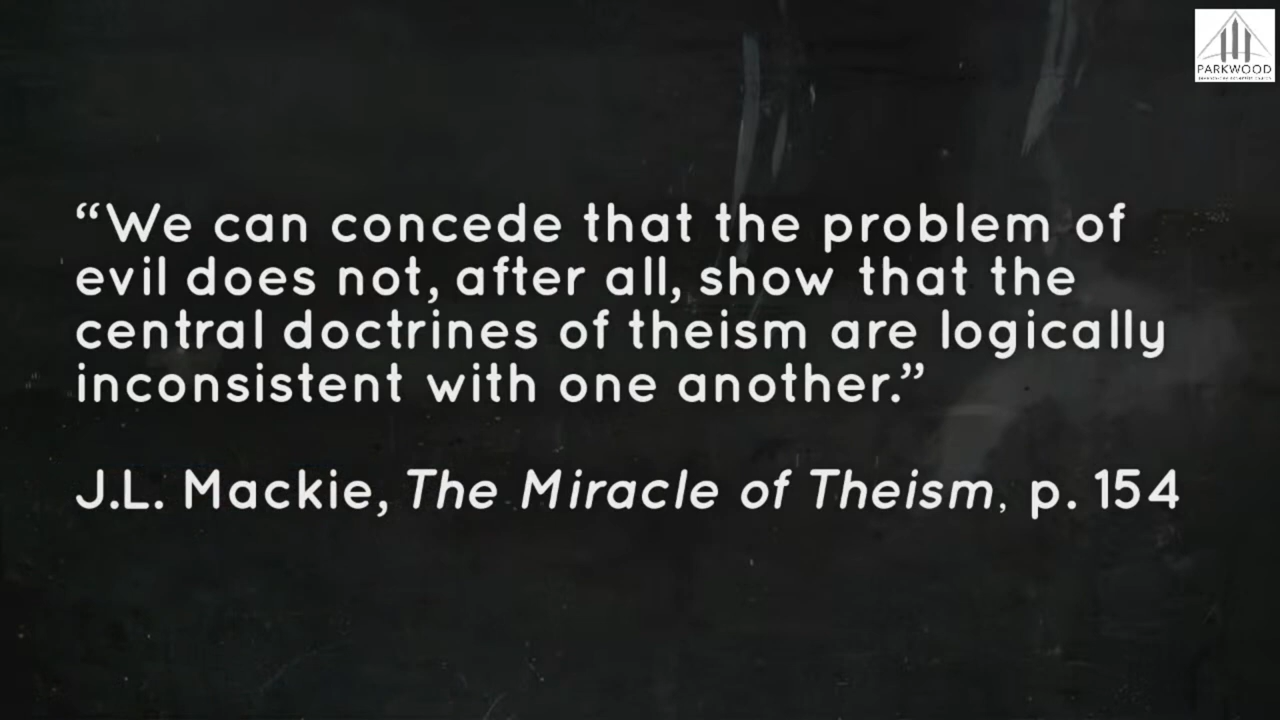 PARKWOOD
“We can concede that the problem of
evil does not, after all, show that the
central doctrines of theism are logically
inconsistent with one another.”
J.L. Mackie, The Miracle of Theism, p. 154